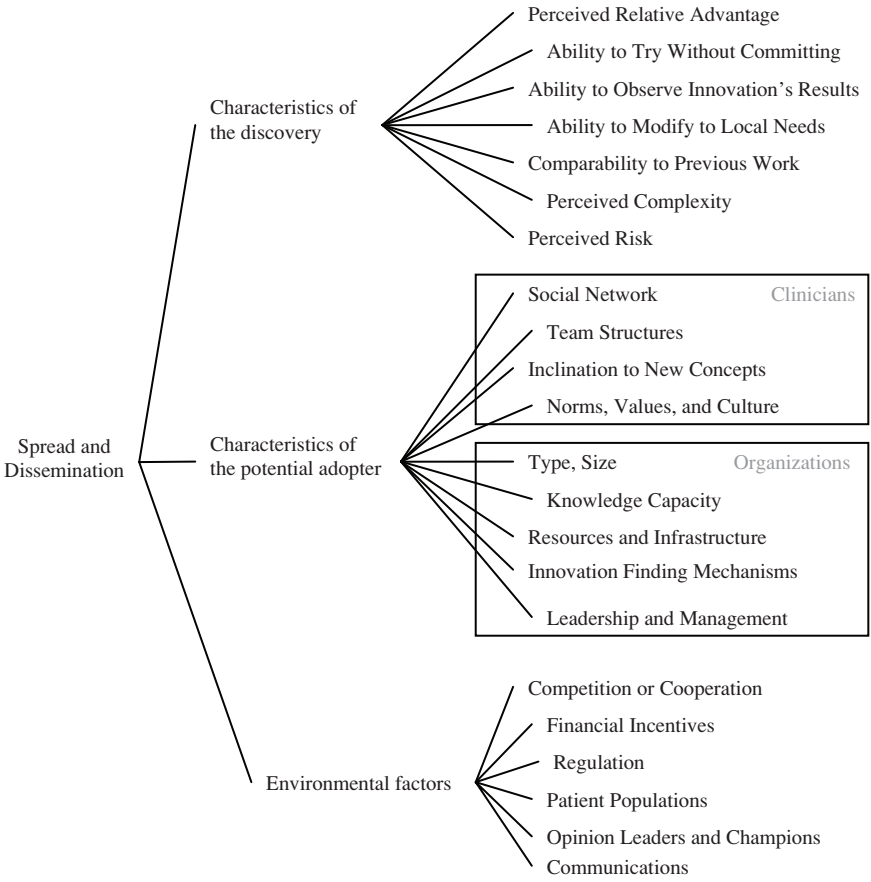 Perceived Relative Advantage
Ability to Try Without Committing
Ability to Observe Innovation’s Results
Characteristics of
the discovery
Ability to Modify to Local Needs
Comparability to Previous Work
Perceived Complexity
Perceived Risk
Social Network
Clinicians
Team Structures
Inclination to New Concepts
Norms, Values, and Culture
Spread and
Dissemination
Characteristics of
the potential adopter
Type, Size
Organizations
Knowledge Capacity
Resources and Infrastructure
Innovation Finding Mechanisms
Leadership and Management
Environmental factors
Competition or Cooperation
Financial Incentives
Regulation
Patient Populations
Opinion Leaders and Champions
Communications